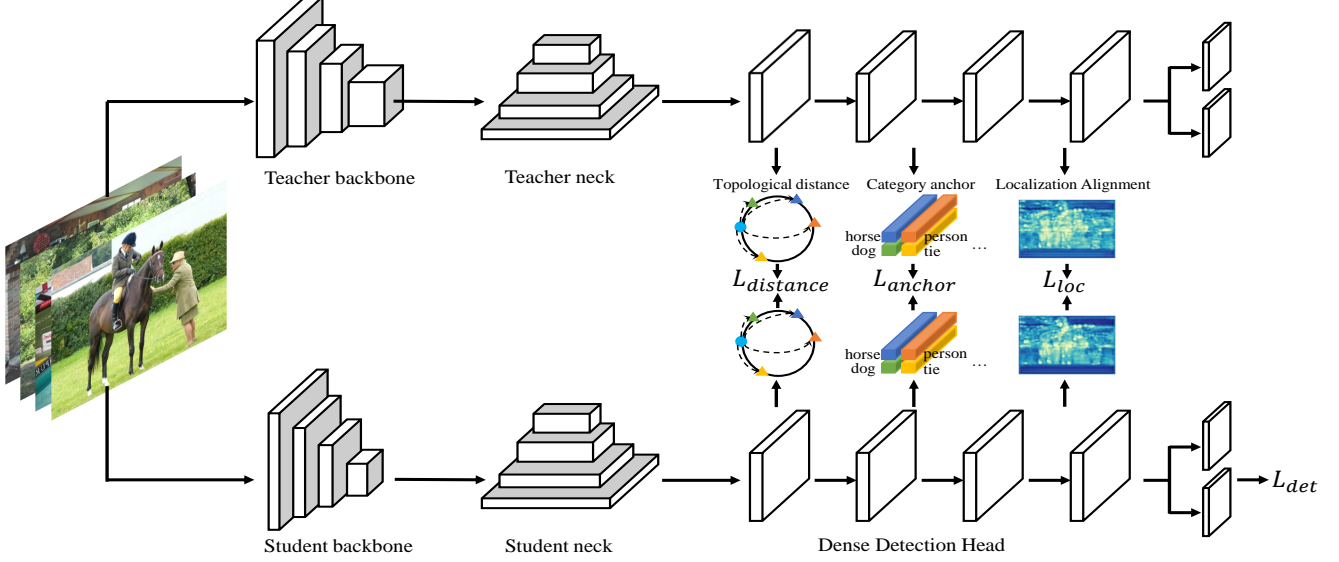 Teacher backbone
Teacher neck
Topological distance
Category anchor
Localization Alignment
horse person
dog tie …
L_distance
L_anchor
L_loc
horse person
dog tie …
L_det
Student backbone
Student neck
Dense Detection Head